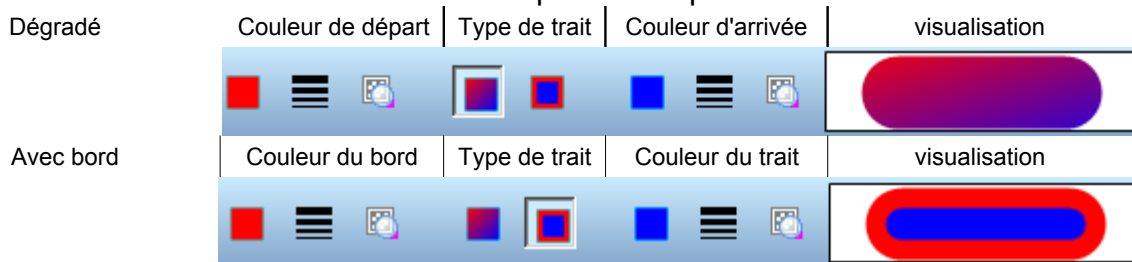 Dégradé Couleur de départ Type de trait Couleur d'arrivée visualisation
Avec bord Couleur du bord Type de trait Couleur du trait visualisation